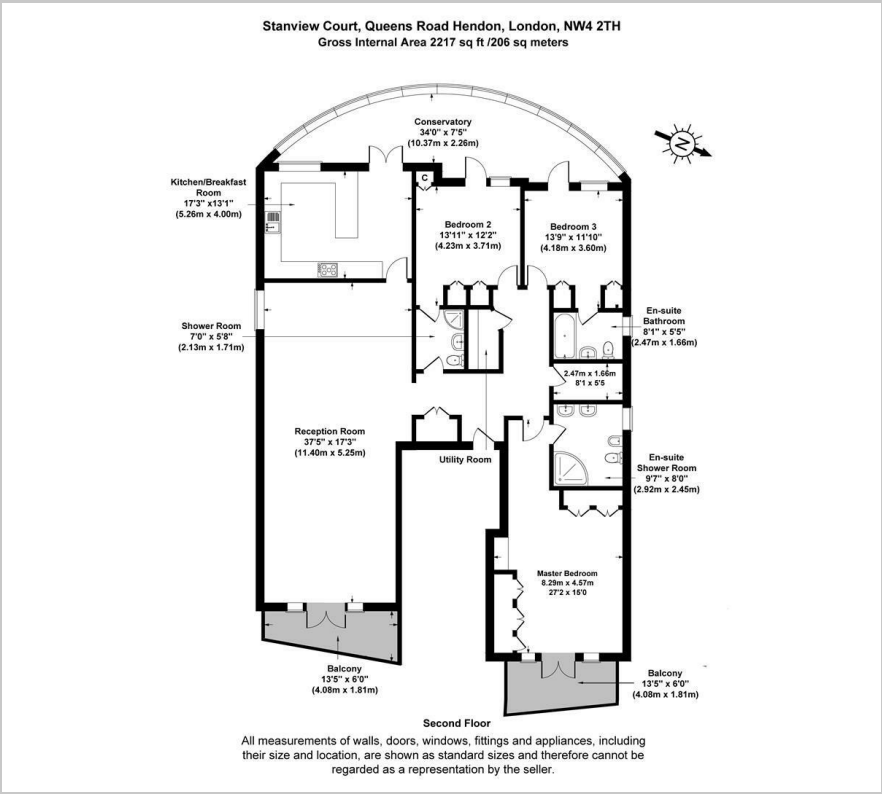 Stanview Court, Queens Road Hendon, London, NW4 2TH
Gross Internal Area 2217 sq ft /206 sq meters
Conservatory
34'0" x 7'5"
(10.37m x 2.26m)
N
C
Kitchen/Breakfast
Room
17'3" x13'1"
(5.26m x 4.00m)
Bedroom 2
13'11" x 12'2"
(4.23m x 3.71m)
Bedroom 3
13'9" x 11'10"
(4.18m x 3.60m)
Shower Room
7'0" x 5'8"
(2.13m x 1.71m)
En-suite
Bathroom
8'1" x 5'5"
(2.47m x 1.66m)
2.47m x 1.66m
8'1 x 5'5
Reception Room
37'5" x 17'3"
(11.40m x 5.25m)
Utility Room
En-suite
Shower Room
9'7" x 8'0"
(2.92m x 2.45m)
Master Bedroom
8.29m x 4.57m
27'2 x 15'0
Balcony
13'5" x 6'0"
(4.08m x 1.81m)
Balcony
13'5" x 6'0"
(4.08m x 1.81m)
Second Floor
All measurements of walls, doors, windows, fittings and appliances, including
their size and location, are shown as standard sizes and therefore cannot be
regarded as a representation by the seller.